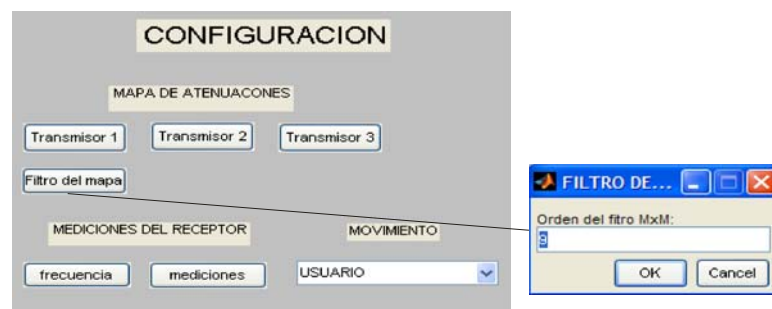 CONFIGURACION
MAPA DE ATENUACONES
Transmisor 1
Transmisor 2
Transmisor 3
Filtro del mapa
MEDICIONES DEL RECEPTOR
MOVIMIENTO
frecuencia
mediciones
USUARIO
FILTRO DE...
Orden del fitro MxM:
9
OK
Cancel